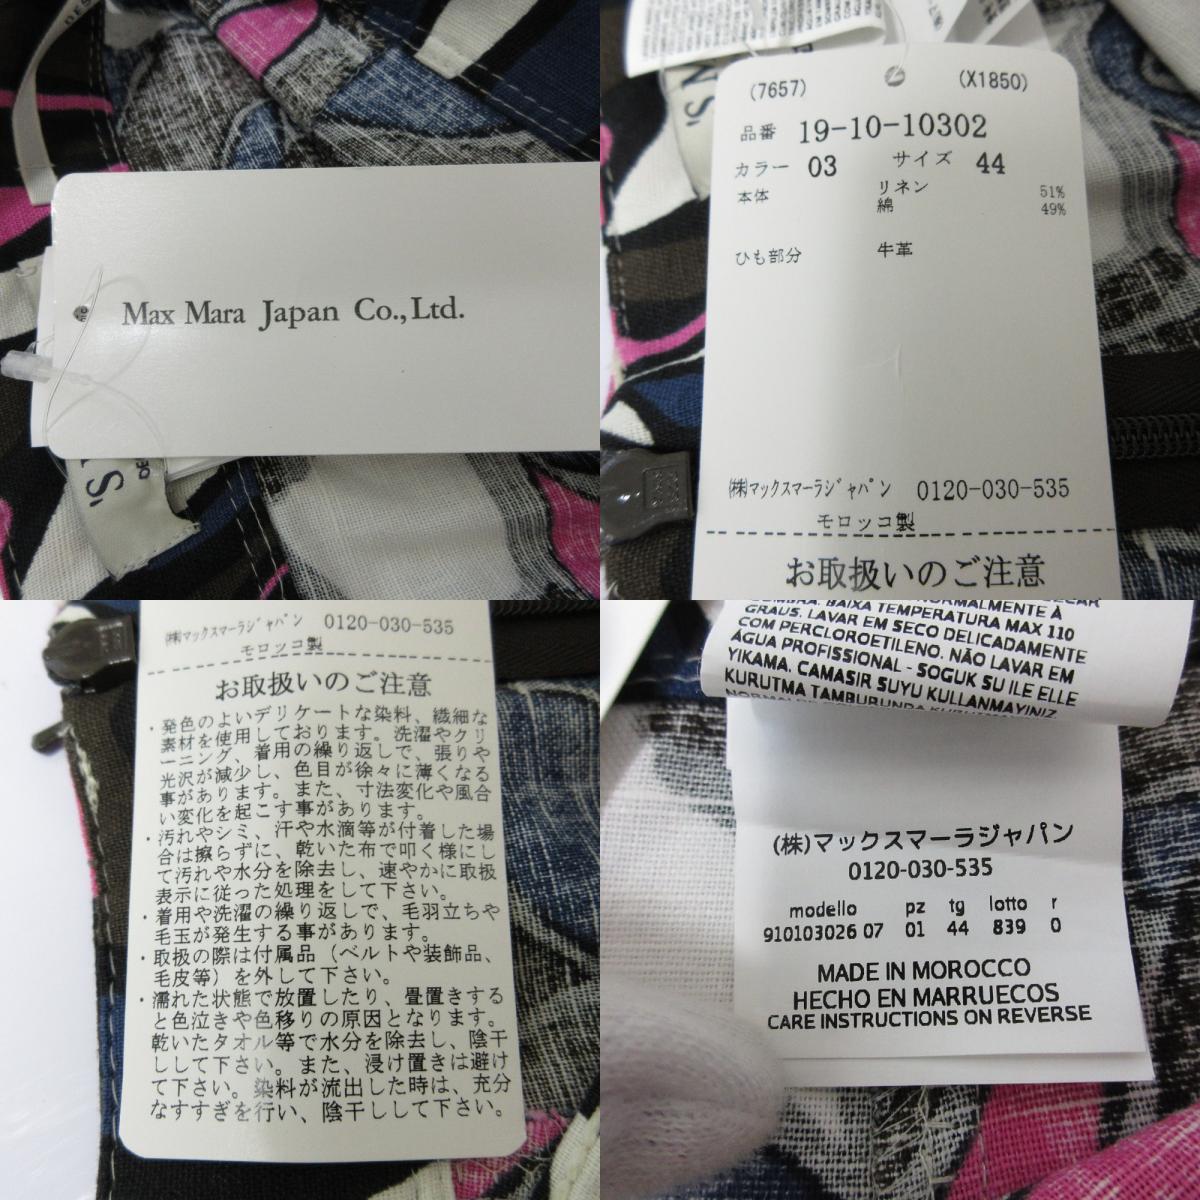 Max Mara Japan Co.,Ltd.
(7657) (X1850)
品番 19-10-10302
カラー 03 サイズ 44
本体 リネン 51%
綿 49%
ひも部分 牛革
㈱マックスマーラジャパン 0120-030-535
モロッコ製
お取扱いのご注意
㈱マックスマーラジャパン 0120-030-535
モロッコ製
お取扱いのご注意
・発色のよいデリケートな染料、繊細な
素材を使用しております。洗濯やクリ
ーニング、着用の繰り返しで、張りや
光沢が減少し、色目が徐々に薄くなる
事があります。また、寸法変化や風合
い変化を起こす事があります。
・汚れやシミ、汗や水滴等が付着した場
合は擦らずに、乾いた布で叩く様にし
て汚れや水分を除去し、速やかに取扱
表示に従った処理をして下さい。
・着用や洗濯の繰り返しで、毛羽立ちや
毛玉が発生する事があります。
・取扱の際は付属品（ベルトや装飾品、
毛皮等）を外して下さい。
・濡れた状態で放置したり、畳置きする
と色泣きや色移りの原因となります。
乾いたタオル等で水分を除去し、陰干
しして下さい。また、浸け置きは避け
て下さい。染料が流出した時は、充分
なすすぎを行い、陰干しして下さい。
COMBRA. BAIXA TEMPERATURA MAX 110
GRAUS. LAVAR EM SECO DELICADAMENTE
COM PERCLOROETILENO. NÃO LAVAR EM
ÁGUA PROFISSIONAL - SOGUK SU ILE ELLE
YIKAMA. CAMASIR SUYU KULLANMAYINIZ
KURUTMA TAMBURUNDA
(株)マックスマーラジャパン
0120-030-535
modello pz tg lotto r
910103026 07 01 44 839 0
MADE IN MOROCCO
HECHO EN MARRUECOS
CARE INSTRUCTIONS ON REVERSE